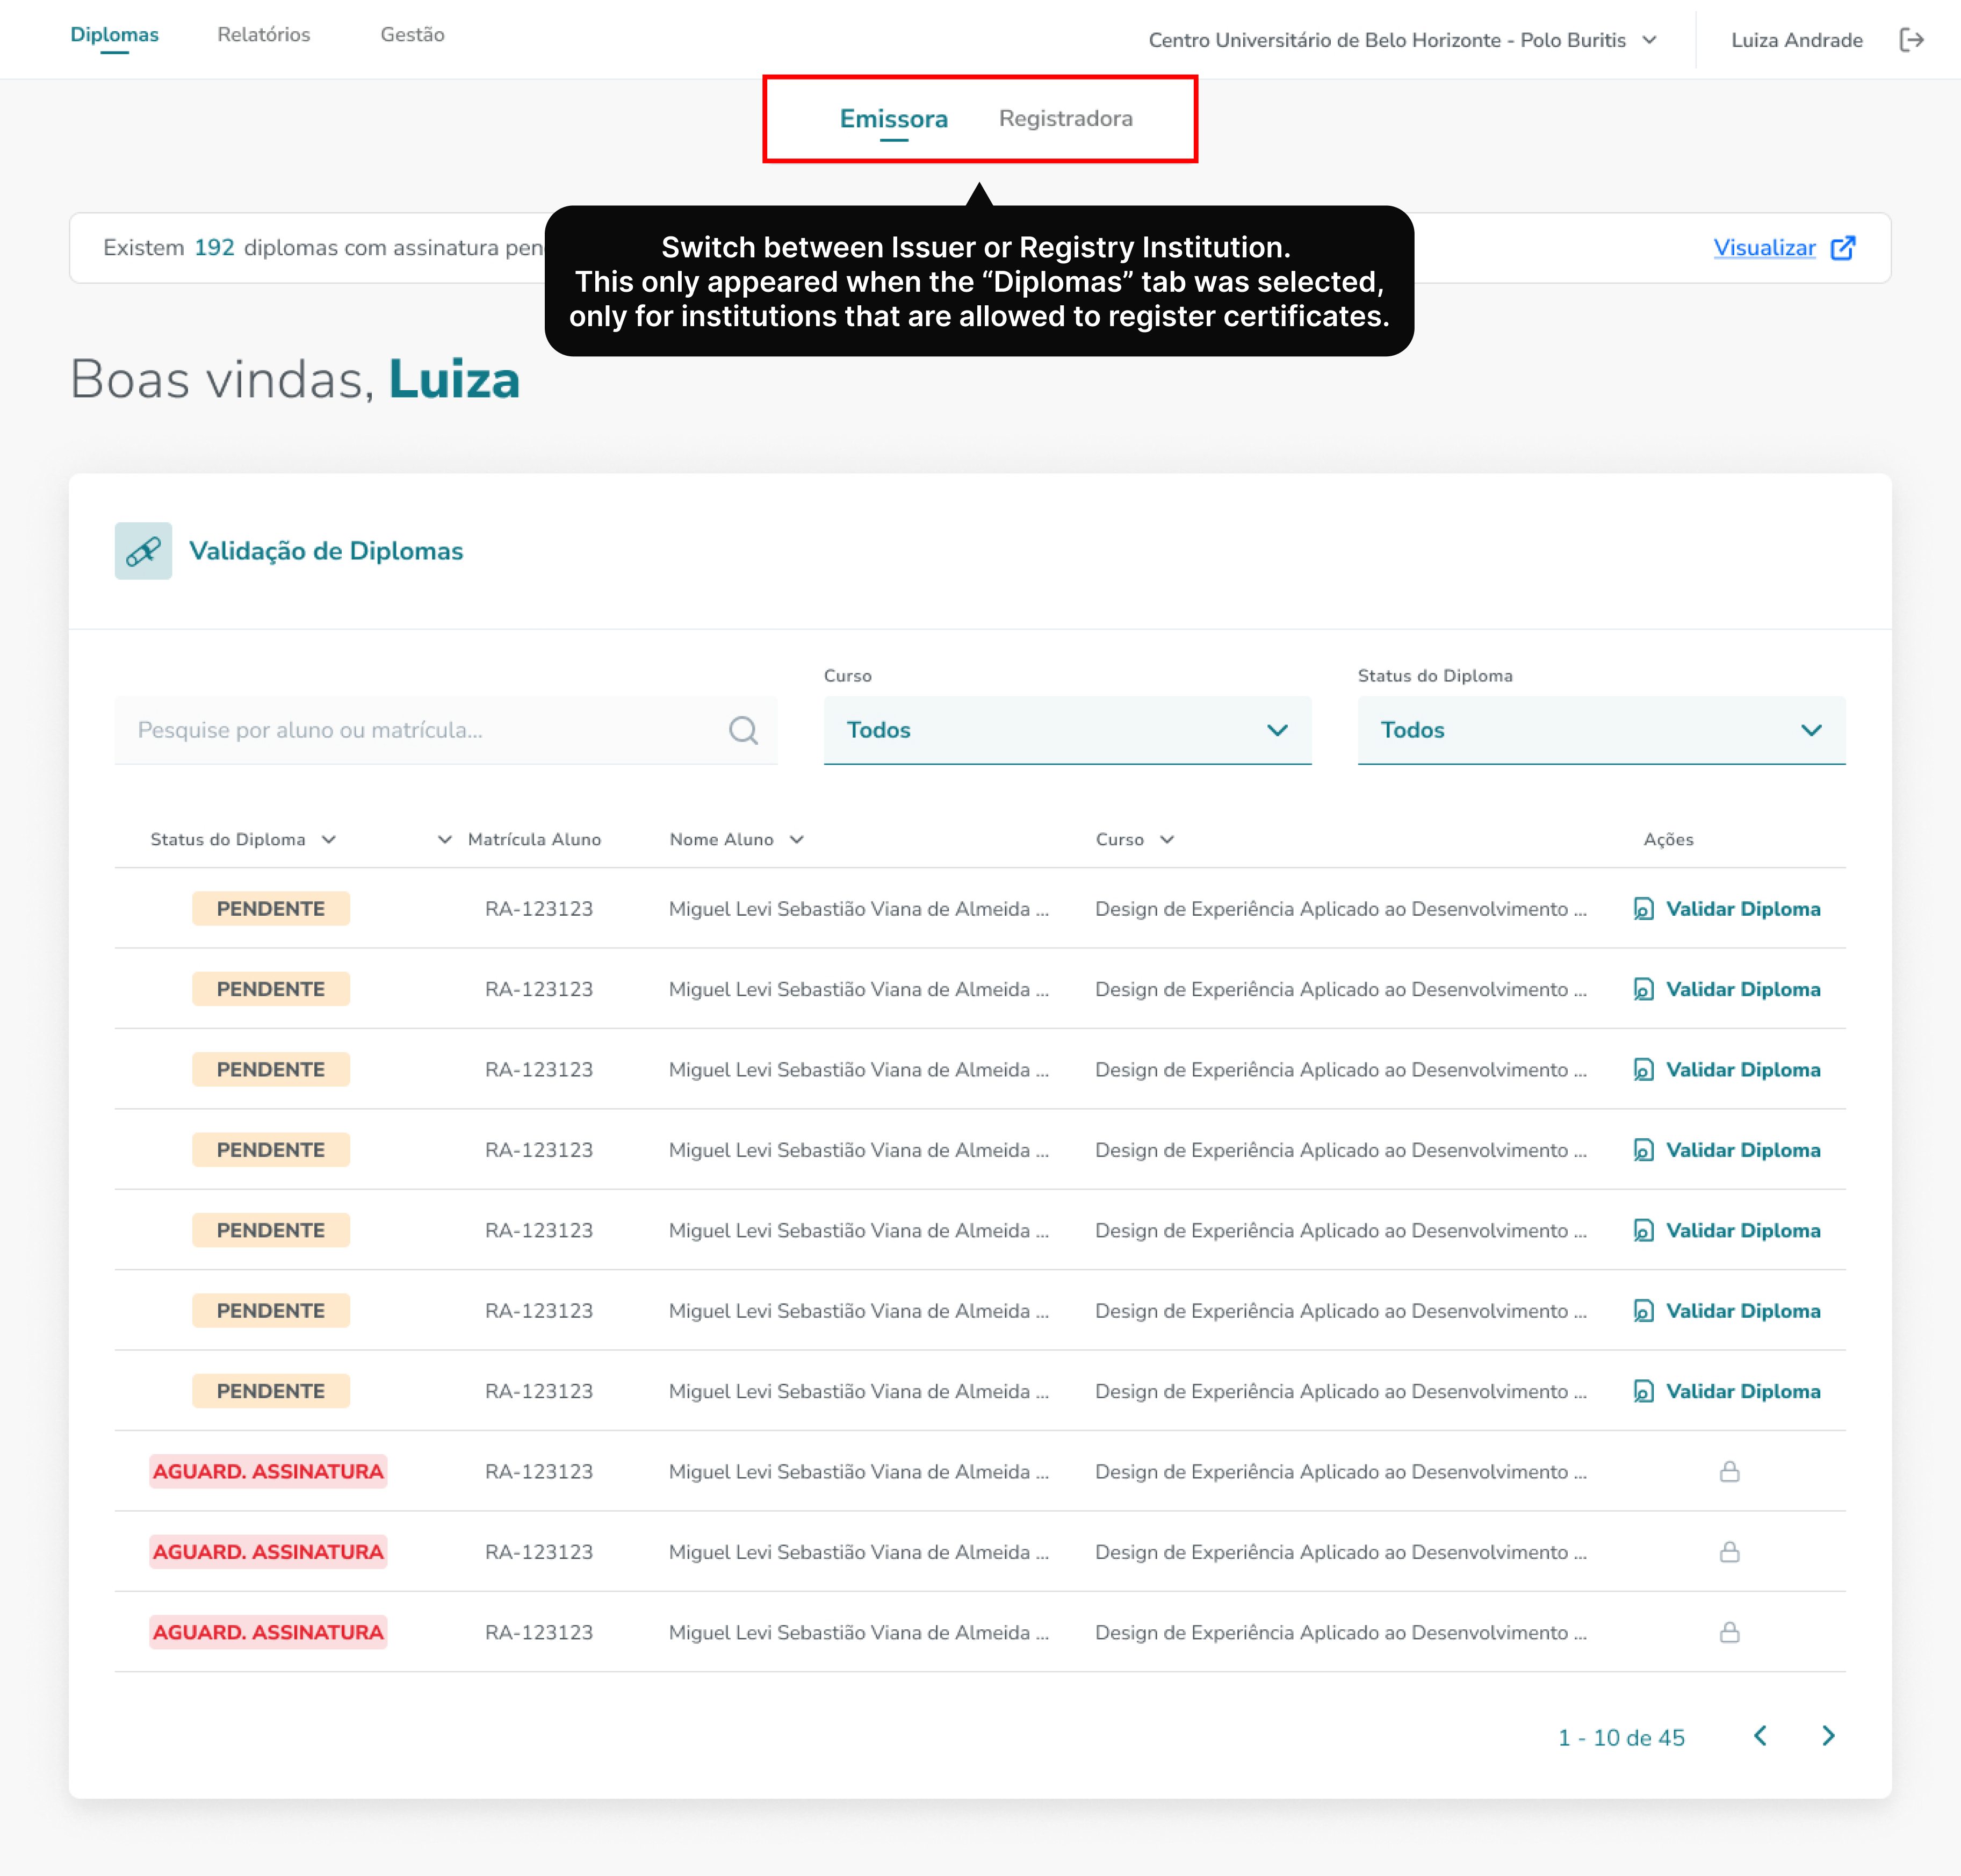 Diplomas Relatórios Gestão Centro Universitário de Belo Horizonte - Polo Buritis Luiza Andrade
Emissora Registradora
Existem 192 diplomas com assinatura pen Visualizar
Switch between Issuer or Registry Institution.
This only appeared when the “Diplomas” tab was selected,
only for institutions that are allowed to register certificates.
Boas vindas, Luiza
Validação de Diplomas
Curso Status do Diploma
Pesquise por aluno ou matrícula... Todos Todos
Status do Diploma Matrícula Aluno Nome Aluno Curso Ações
PENDENTE RA-123123 Miguel Levi Sebastião Viana de Almeida ... Design de Experiência Aplicado ao Desenvolvimento ... Validar Diploma
PENDENTE RA-123123 Miguel Levi Sebastião Viana de Almeida ... Design de Experiência Aplicado ao Desenvolvimento ... Validar Diploma
PENDENTE RA-123123 Miguel Levi Sebastião Viana de Almeida ... Design de Experiência Aplicado ao Desenvolvimento ... Validar Diploma
PENDENTE RA-123123 Miguel Levi Sebastião Viana de Almeida ... Design de Experiência Aplicado ao Desenvolvimento ... Validar Diploma
PENDENTE RA-123123 Miguel Levi Sebastião Viana de Almeida ... Design de Experiência Aplicado ao Desenvolvimento ... Validar Diploma
PENDENTE RA-123123 Miguel Levi Sebastião Viana de Almeida ... Design de Experiência Aplicado ao Desenvolvimento ... Validar Diploma
PENDENTE RA-123123 Miguel Levi Sebastião Viana de Almeida ... Design de Experiência Aplicado ao Desenvolvimento ... Validar Diploma
AGUARD. ASSINATURA RA-123123 Miguel Levi Sebastião Viana de Almeida ... Design de Experiência Aplicado ao Desenvolvimento ...
AGUARD. ASSINATURA RA-123123 Miguel Levi Sebastião Viana de Almeida ... Design de Experiência Aplicado ao Desenvolvimento ...
AGUARD. ASSINATURA RA-123123 Miguel Levi Sebastião Viana de Almeida ... Design de Experiência Aplicado ao Desenvolvimento ...
1 - 10 de 45